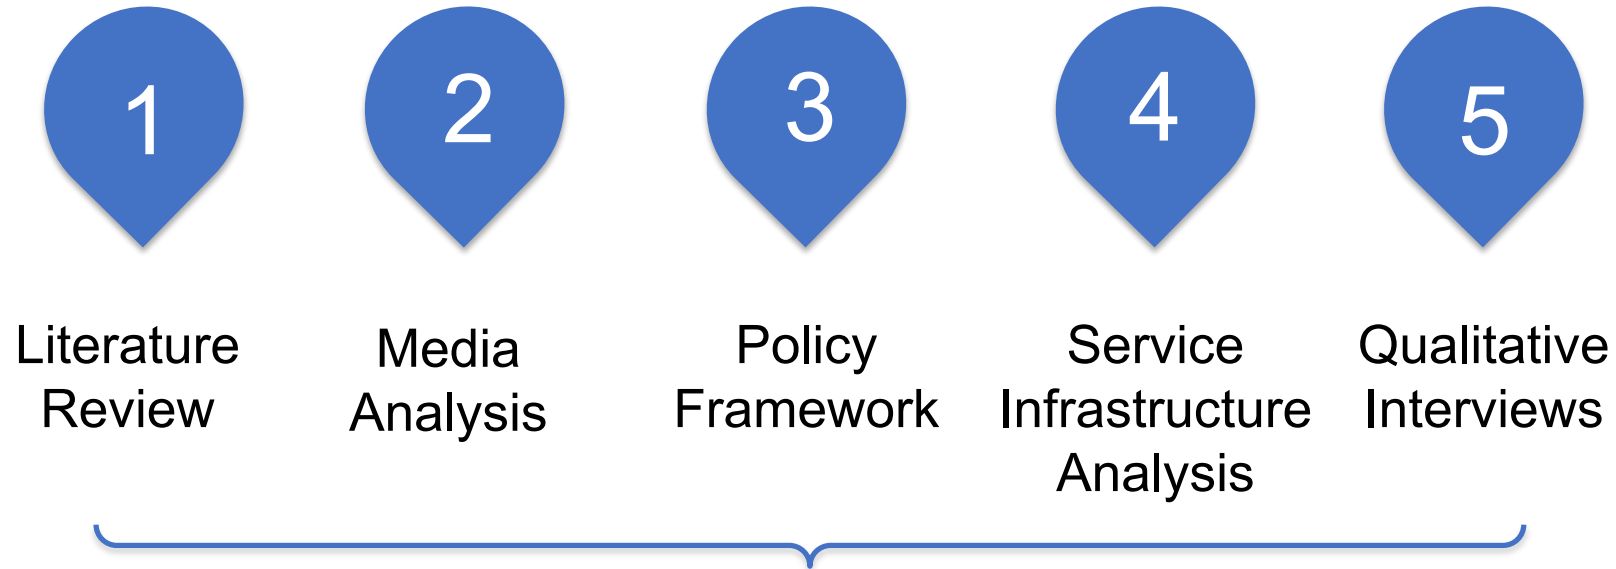 1
2
3
4
5
Literature
Review
Media
Analysis
Policy
Framework
Service
Infrastructure
Analysis
Qualitative
Interviews